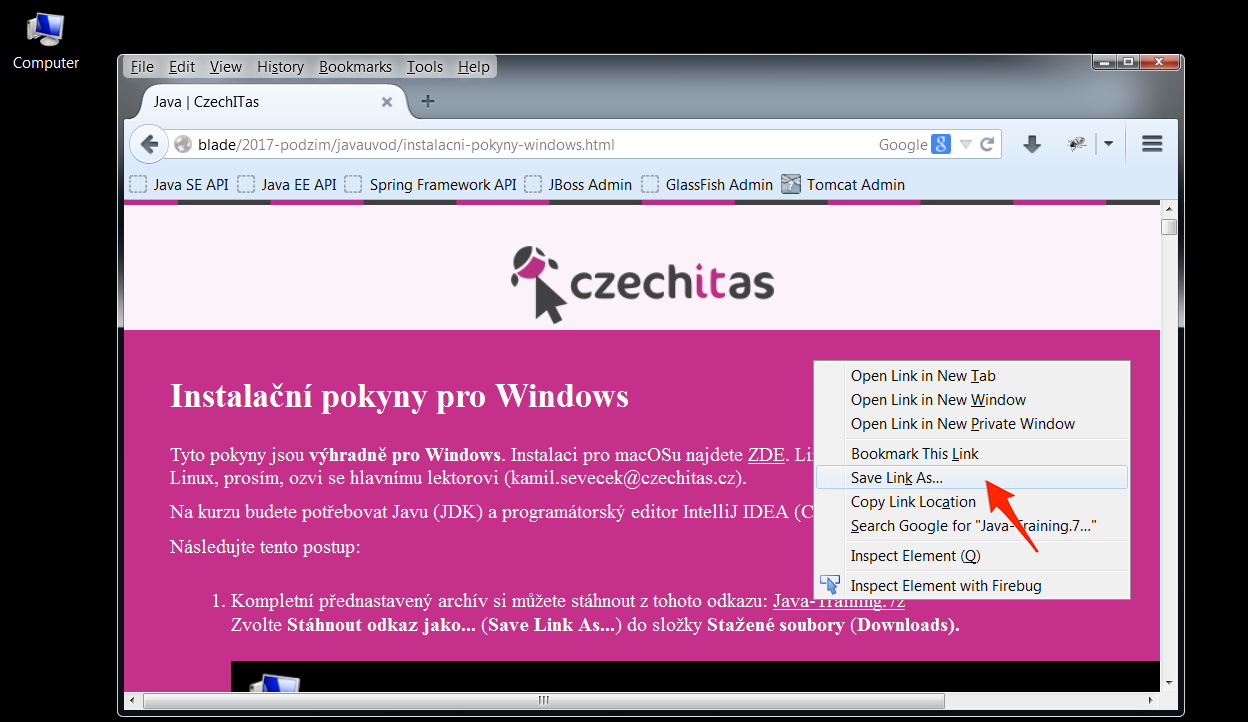 Computer
File Edit View History Bookmarks Tools Help
Java | CzechITas
blade/2017-podzim/javauvod/instalacni-pokyny-windows.html
Google 8
Java SE API Java EE API Spring Framework API JBoss Admin GlassFish Admin Tomcat Admin
czechitas
Instalační pokyny pro Windows
Tyto pokyny jsou výhradně pro Windows. Instalaci pro macOSu najdete ZDE.
Linux, prosím, ozvi se hlavnímu lektorovi (kamil.sevecek@czechitas.cz).
Na kurzu budete potřebovat Javu (JDK) a programátorský editor IntelliJ IDEA (C
Následujte tento postup:
1. Kompletní přednastavený archív si můžete stáhnout z tohoto odkazu: Java-Training.7z
Zvolte Stáhnout odkaz jako... (Save Link As...) do složky Stažené soubory (Downloads).
Open Link in New Tab
Open Link in New Window
Open Link in New Private Window
Bookmark This Link
Save Link As...
Copy Link Location
Search Google for "Java-Training.7..."
Inspect Element (Q)
Inspect Element with Firebug